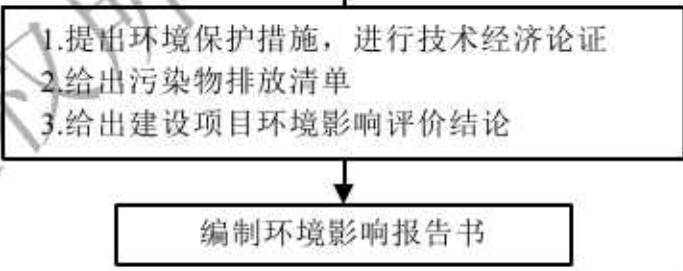 1.提出环境保护措施，进行技术经济论证
2.给出污染物排放清单
3.给出建设项目环境影响评价结论
编制环境影响报告书